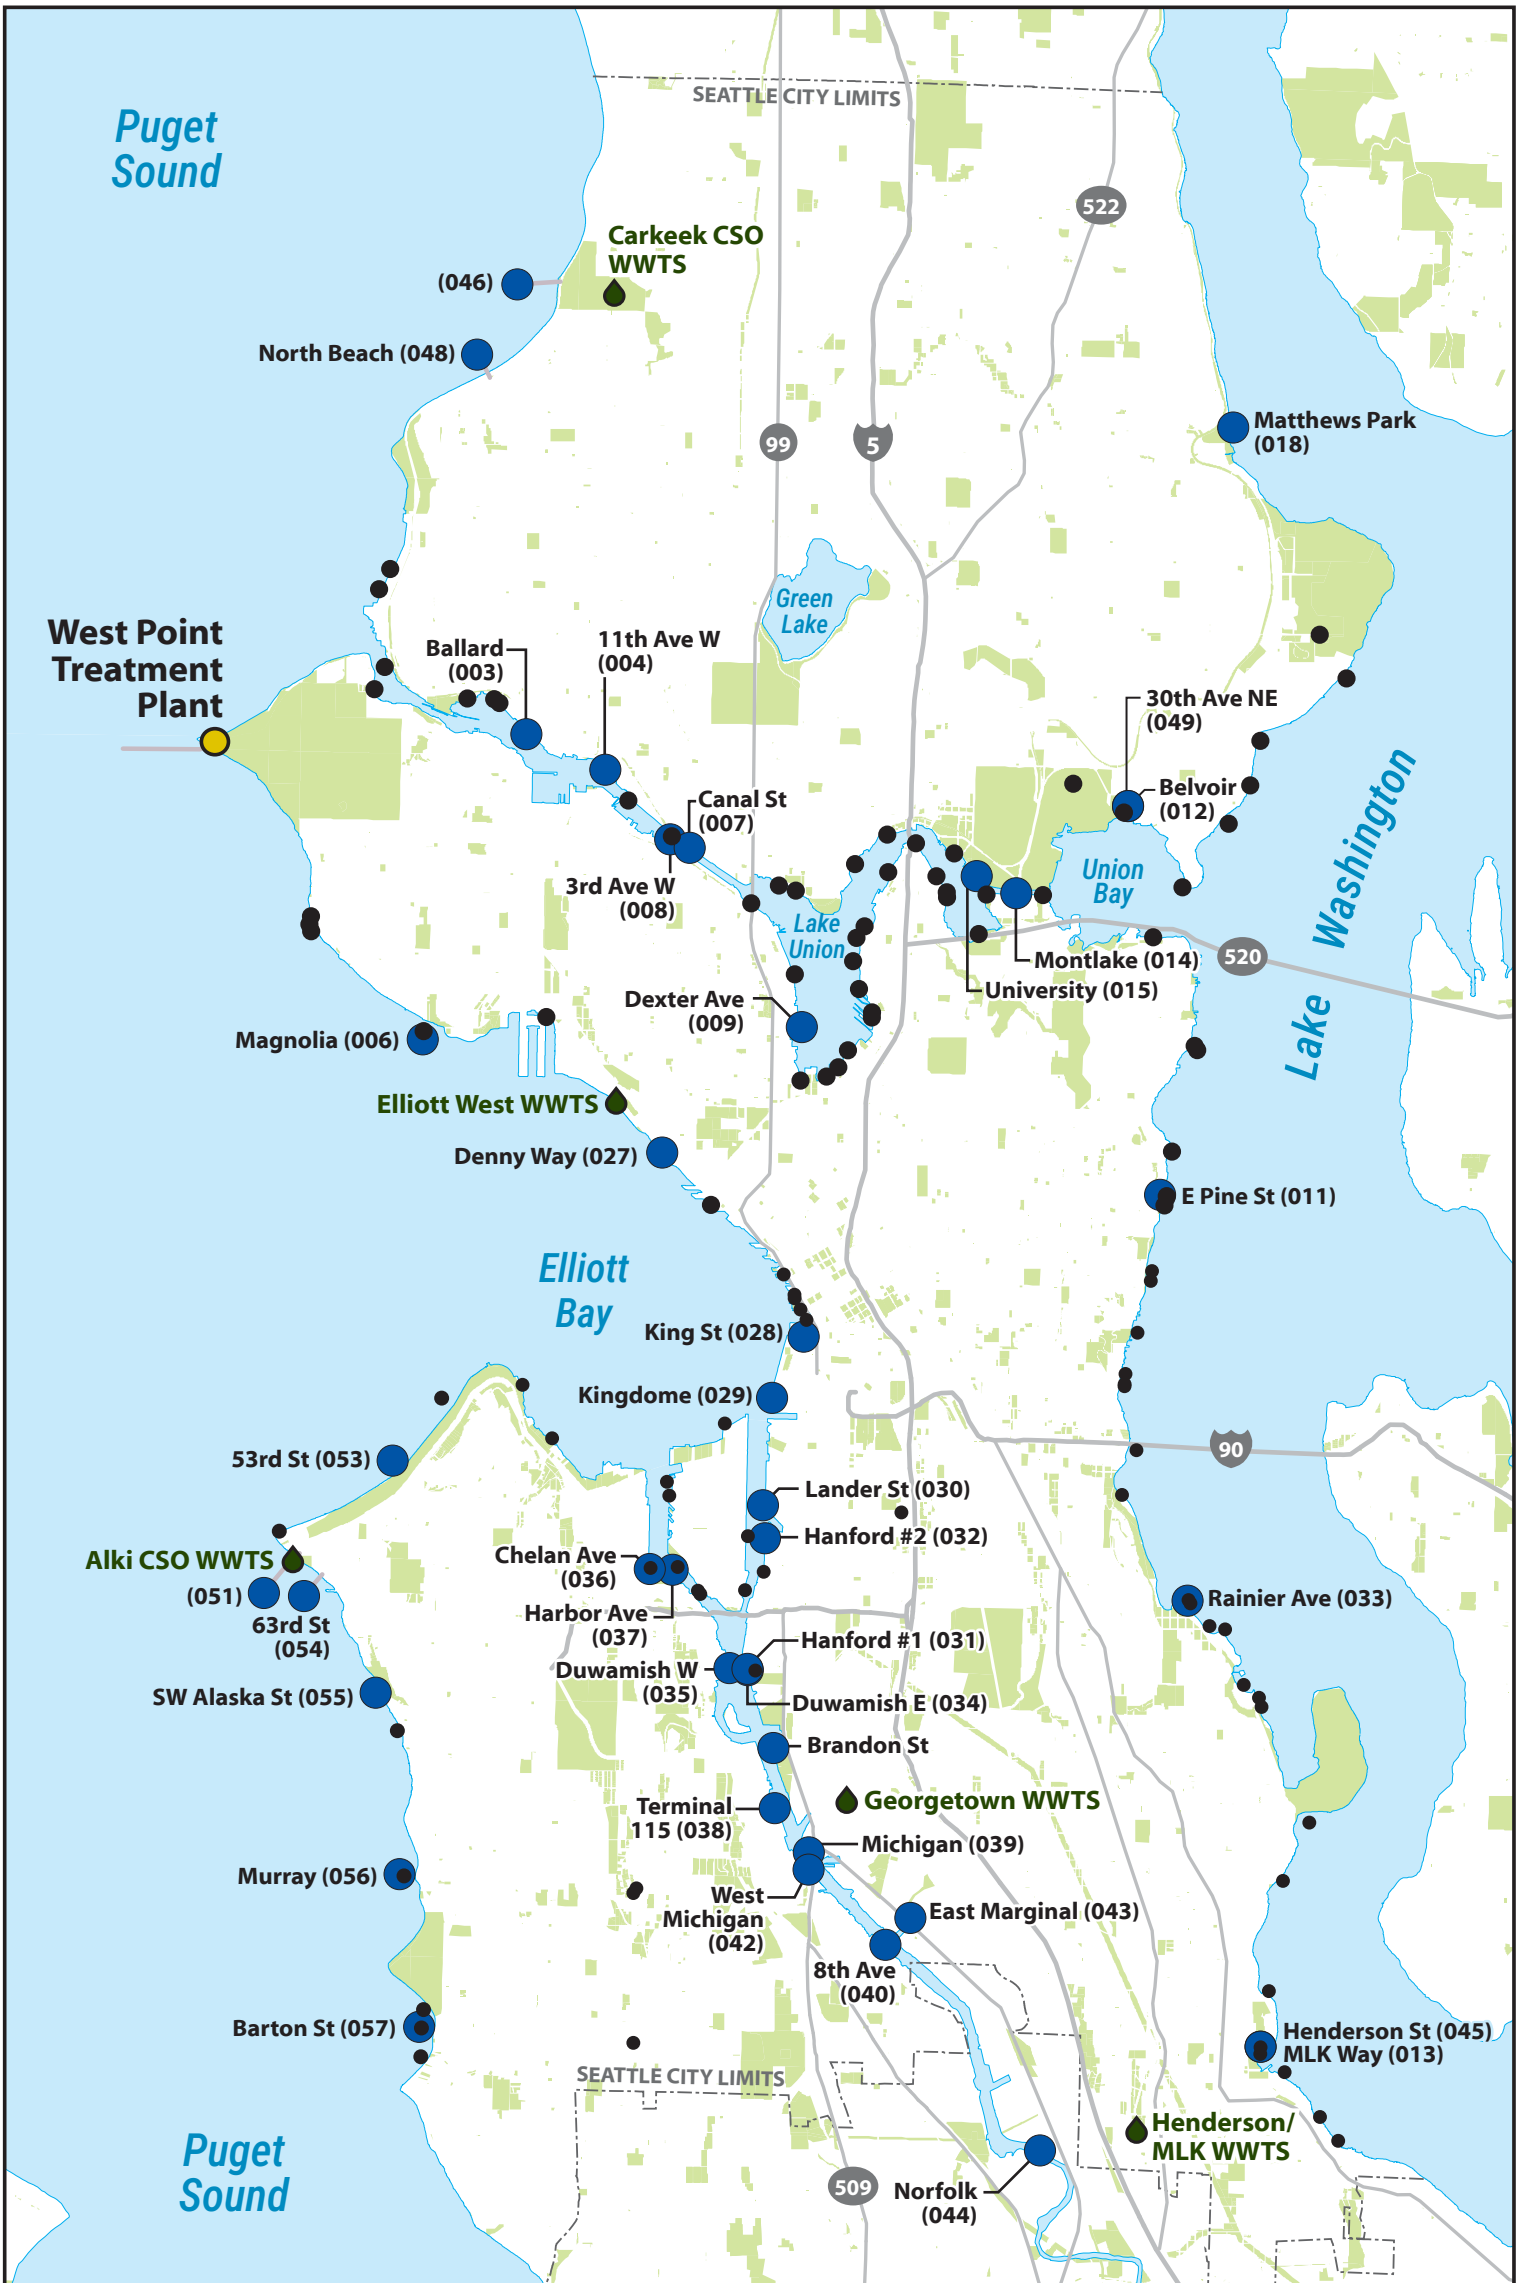 SEATTLE CITY LIMITS
Puget
Sound
522
Carkeek CSO
WWTS
(046)
North Beach (048)
Matthews Park
(018)
99
5
Green
Lake
West Point
Treatment
Plant
11th Ave W
(004)
Ballard
(003)
30th Ave NE
(049)
Belvoir
(012)
Canal St
(007)
3rd Ave W
(008)
Union
Bay
Lake Washington
Lake
Union
520
Montlake (014)
University (015)
Dexter Ave
(009)
Magnolia (006)
Elliott West WWTS
Denny Way (027)
E Pine St (011)
Elliott
Bay
King St (028)
Kingdome (029)
90
53rd St (053)
Lander St (030)
Hanford #2 (032)
Alki CSO WWTS
Chelan Ave
(036)
(051)
63rd St
(054)
Rainier Ave (033)
Harbor Ave
(037)
Hanford #1 (031)
Duwamish W
(035)
SW Alaska St (055)
Duwamish E (034)
Brandon St
Georgetown WWTS
Terminal
115 (038)
Michigan (039)
Murray (056)
West
Michigan
(042)
East Marginal (043)
8th Ave
(040)
Barton St (057)
Henderson St (045)
MLK Way (013)
SEATTLE CITY LIMITS
Henderson/
MLK WWTS
Puget
Sound
509
Norfolk
(044)